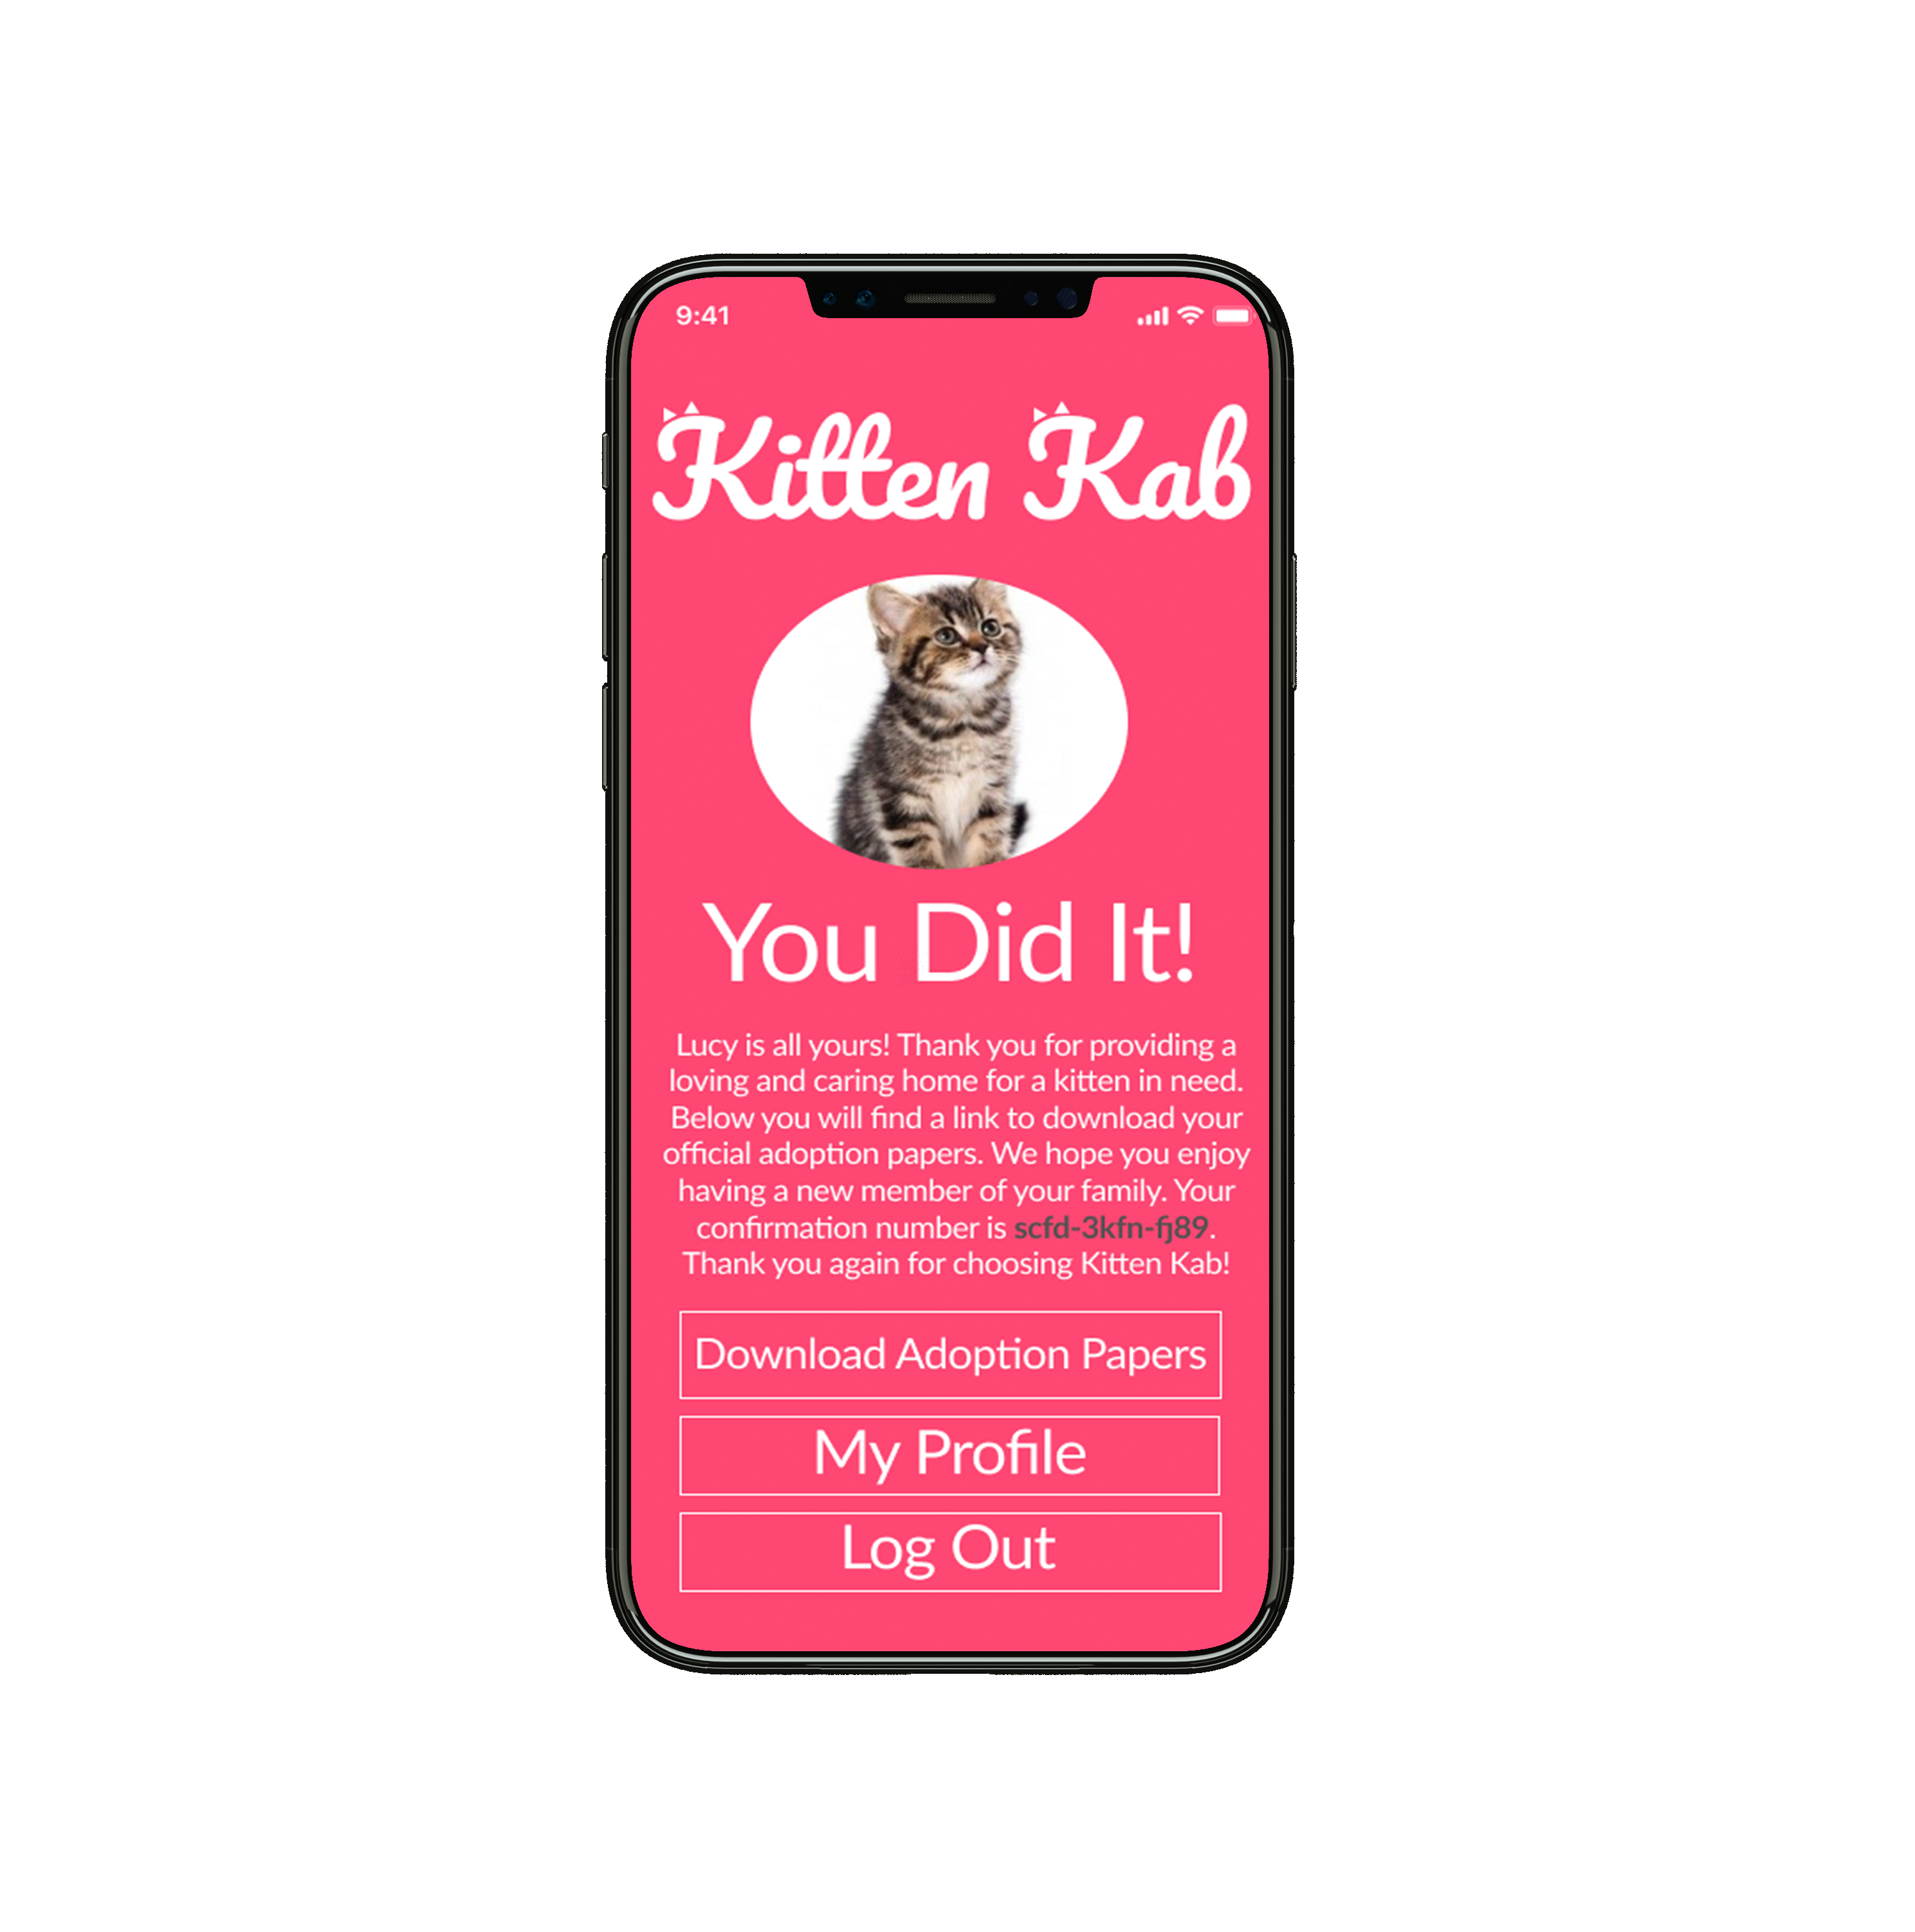 9:41
Kitten Kab
You Did It!
Lucy is all yours! Thank you for providing a
loving and caring home for a kitten in need.
Below you will find a link to download your
official adoption papers. We hope you enjoy
having a new member of your family. Your
confirmation number is scfd-3kfn-fj89.
Thank you again for choosing Kitten Kab!
Download Adoption Papers
My Profile
Log Out